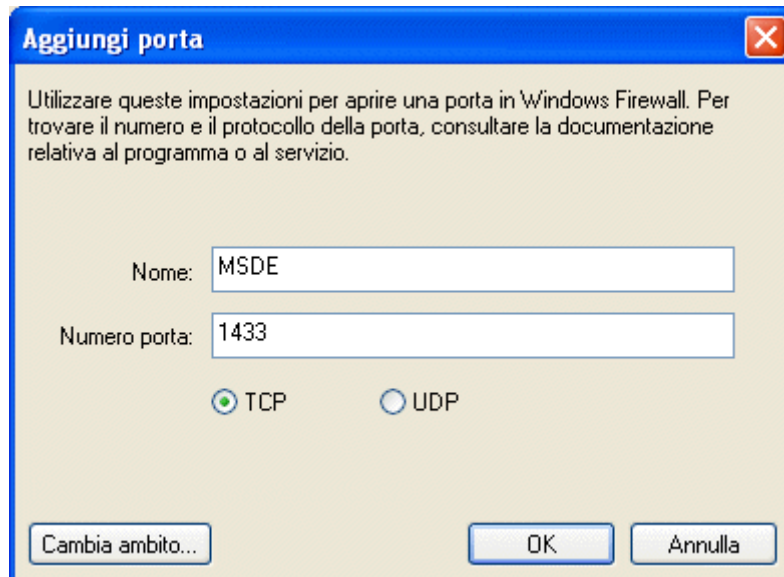 Aggiungi porta
Utilizzare queste impostazioni per aprire una porta in Windows Firewall. Per
trovare il numero e il protocollo della porta, consultare la documentazione
relativa al programma o al servizio.
Nome: MSDE
Numero porta: 1433
TCP UDP
Cambia ambito... OK Annulla